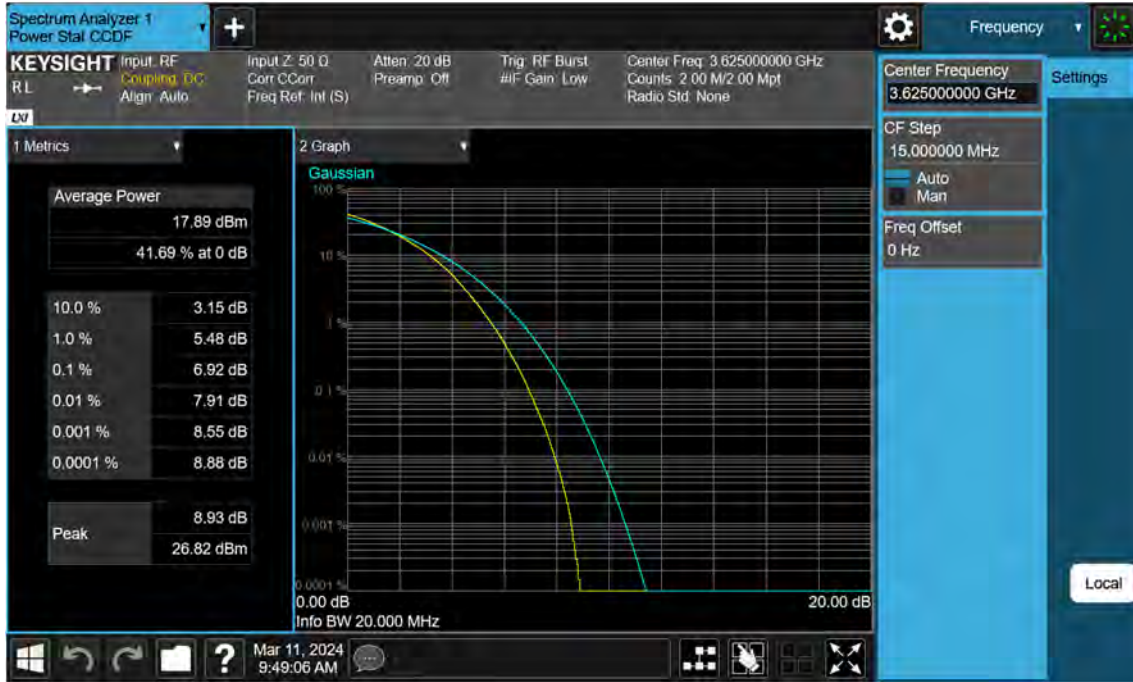 Spectrum Analyzer 1
Power Stat CCDF
Frequency
KEYSIGHT
RL
LXI
Input: RF
Coupling: DC
Align: Auto
Input Z: 50 Ω
Corr CCorr
Freq Ref: Int (S)
Atten: 20 dB
Preamp: Off
Trig: RF Burst
#IF Gain: Low
Center Freq: 3.625000000 GHz
Counts: 2.00 M/2.00 Mpt
Radio Std: None
Center Frequency
3.625000000 GHz
Settings
CF Step
15.000000 MHz
Auto
Man
Freq Offset
0 Hz
Local
1 Metrics
Average Power
17.89 dBm
41.69 % at 0 dB
10.0 % 3.15 dB
1.0 % 5.48 dB
0.1 % 6.92 dB
0.01 % 7.91 dB
0.001 % 8.55 dB
0.0001 % 8.88 dB
Peak
8.93 dB
26.82 dBm
2 Graph
Gaussian
100 %
10 %
1 %
0.1 %
0.01 %
0.001 %
0.0001 %
0.00 dB
20.00 dB
Info BW 20.000 MHz
?
Mar 11, 2024
9:49:06 AM